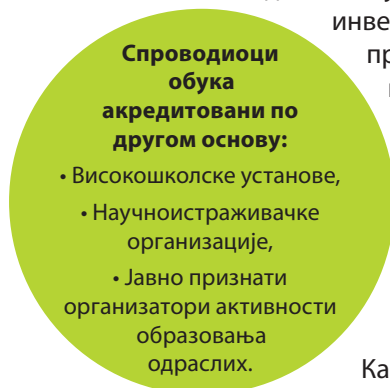 Спроводиоци
обука
акредитовани по
другом основу:
• Високошколске установе,
• Научноистраживачке
организације,
• Јавно признати
организатори активности
образовања
одраслих.